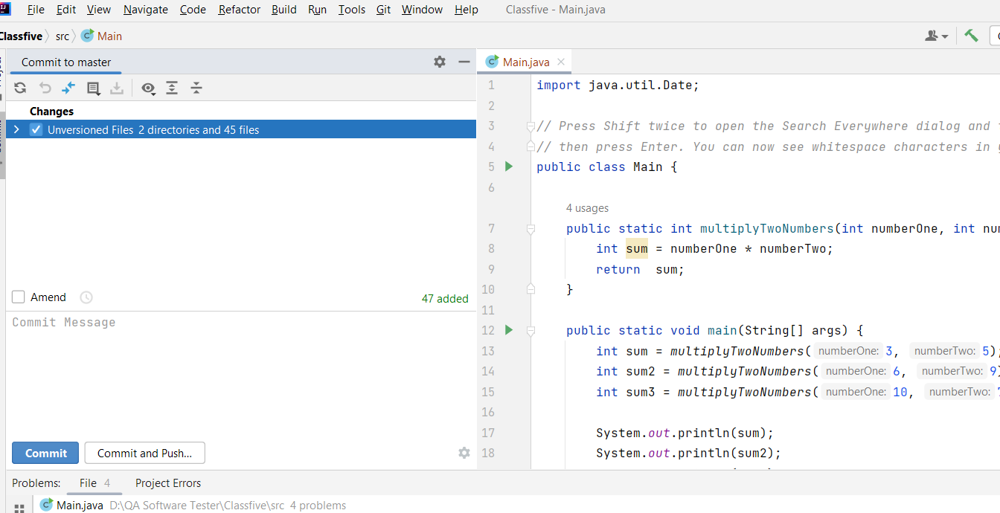 File Edit View Navigate Code Refactor Build Run Tools Git Window Help Classfive - Main.java
Classfive src Main
Commit to master
Main.java
Changes
Unversioned Files 2 directories and 45 files
Amend
47 added
Commit Message
Commit
Commit and Push...
1 import java.util.Date;
2
3 // Press Shift twice to open the Search Everywhere dialog and
4 // then press Enter. You can now see whitespace characters in
5 public class Main {
6
4 usages
7 public static int multiplyTwoNumbers(int numberOne, int
8 int sum = numberOne * numberTwo;
9 return sum;
10 }
11
12 public static void main(String[] args) {
13 int sum = multiplyTwoNumbers( numberOne: 3, numberTwo: 5);
14 int sum2 = multiplyTwoNumbers( numberOne: 6, numberTwo: 9)
15 int sum3 = multiplyTwoNumbers( numberOne: 10, numberTwo:
16
17 System.out.println(sum);
18 System.out.println(sum2);
Problems: File 4 Project Errors
Main.java D:\QA Software Tester\Classfive\src 4 problems